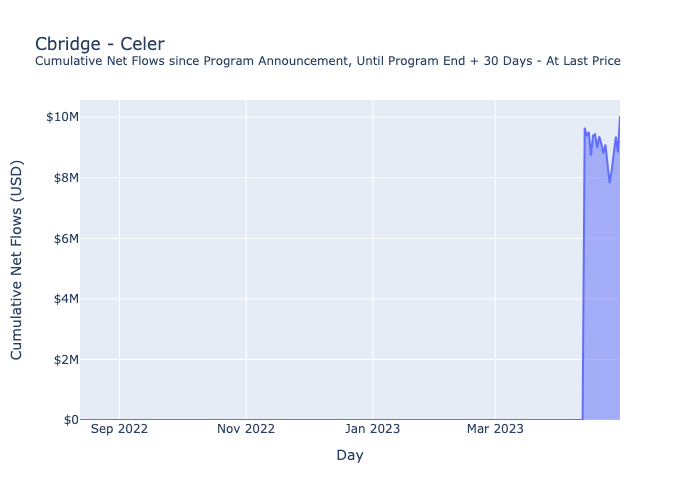 Cbridge - Celer
Cumulative Net Flows since Program Announcement, Until Program End + 30 Days - At Last Price
Cumulative Net Flows (USD)
$10M
$8M
$6M
$4M
$2M
$0
Sep 2022
Nov 2022
Jan 2023
Mar 2023
Day